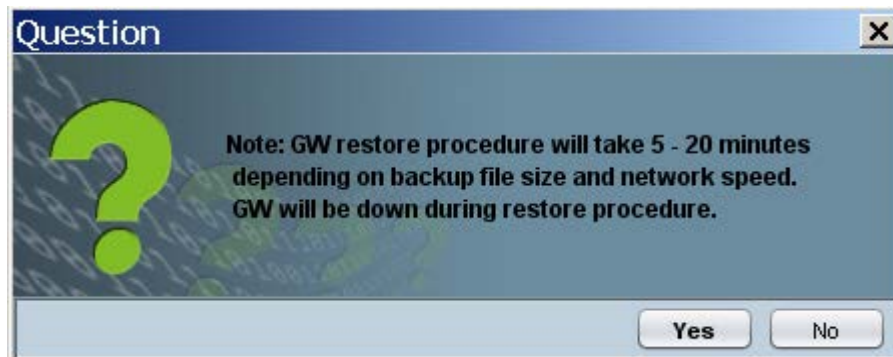 Question
Note: GW restore procedure will take 5 - 20 minutes
depending on backup file size and network speed.
GW will be down during restore procedure.
Yes
No